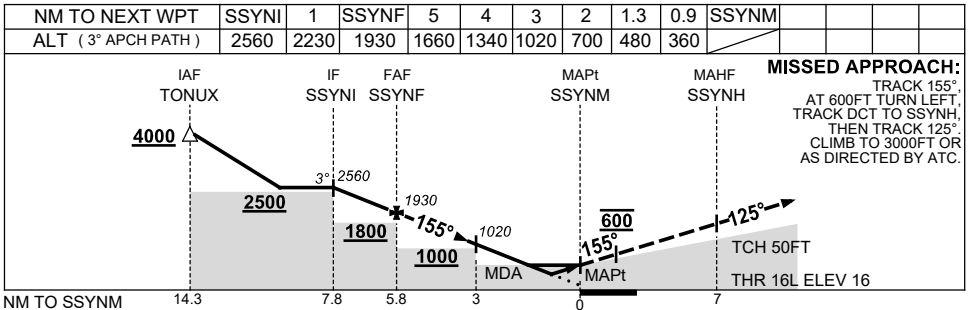 NM TO NEXT WPT SSYNI 1 SSYNF 5 4 3 2 1.3 0.9 SSYNM
ALT ( 3° APCH PATH ) 2560 2230 1930 1660 1340 1020 700 480 360
MISSED APPROACH:
TRACK 155°,
AT 600FT TURN LEFT,
TRACK DCT TO SSYNH,
THEN TRACK 125°.
CLIMB TO 3000FT OR
AS DIRECTED BY ATC.
IAF IF FAF MAPt MAHF
TONUX SSYNI SSYNF SSYNM SSYNH
4000
3° 2560
2500
1930
1800
155°
1020
1000
600
125°
155°
MDA MAPt
TCH 50FT
THR 16L ELEV 16
NM TO SSYNM 14.3 7.8 5.8 3 0 7